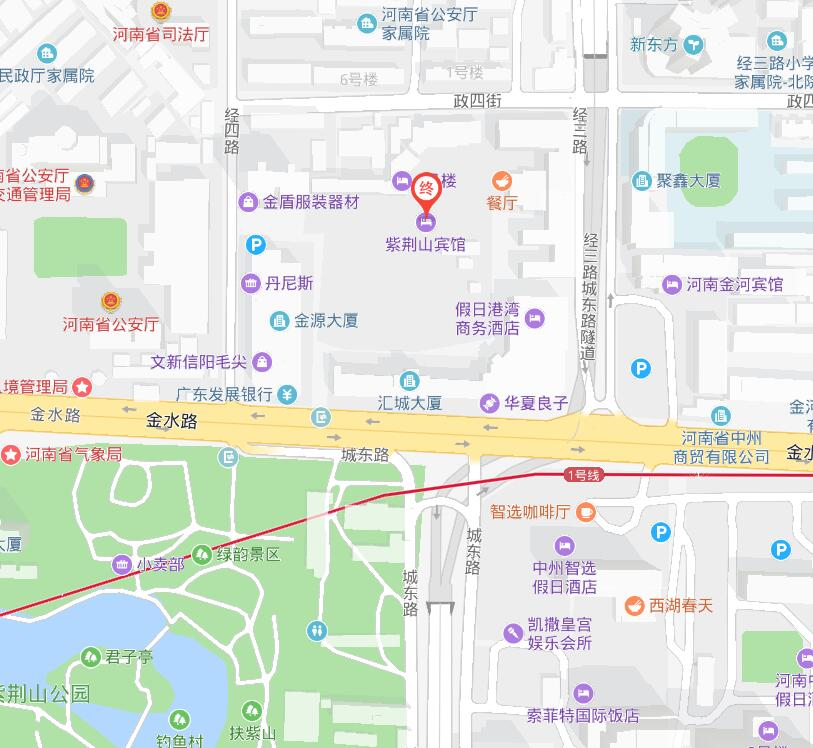 河南省司法厅
河南省公安厅
家属院
新东方
经三路小学
家属院-北院
民政厅家属院
6号楼
1号楼
政四街
政四
经四路
经三路
省公安厅
交通管理局
金盾服装器材
楼
终
餐厅
聚鑫大厦
紫荆山宾馆
经三路城东路隧道
丹尼斯
河南金河宾馆
河南省公安厅
金源大厦
假日港湾
商务酒店
文新信阳毛尖
境管理局
广东发展银行
汇城大厦
华夏良子
金水路
金水路
金河
河南省中州
商贸有限公司
金水
河南省气象局
城东路
1号线
智选咖啡厅
大厦
小卖部
绿韵景区
城东路
城东路
中州智选
假日酒店
西湖春天
凯撒皇宫
娱乐会所
君子亭
紫荆山公园
扶紫山
钓鱼村
索菲特国际饭店
河南中
假日酒